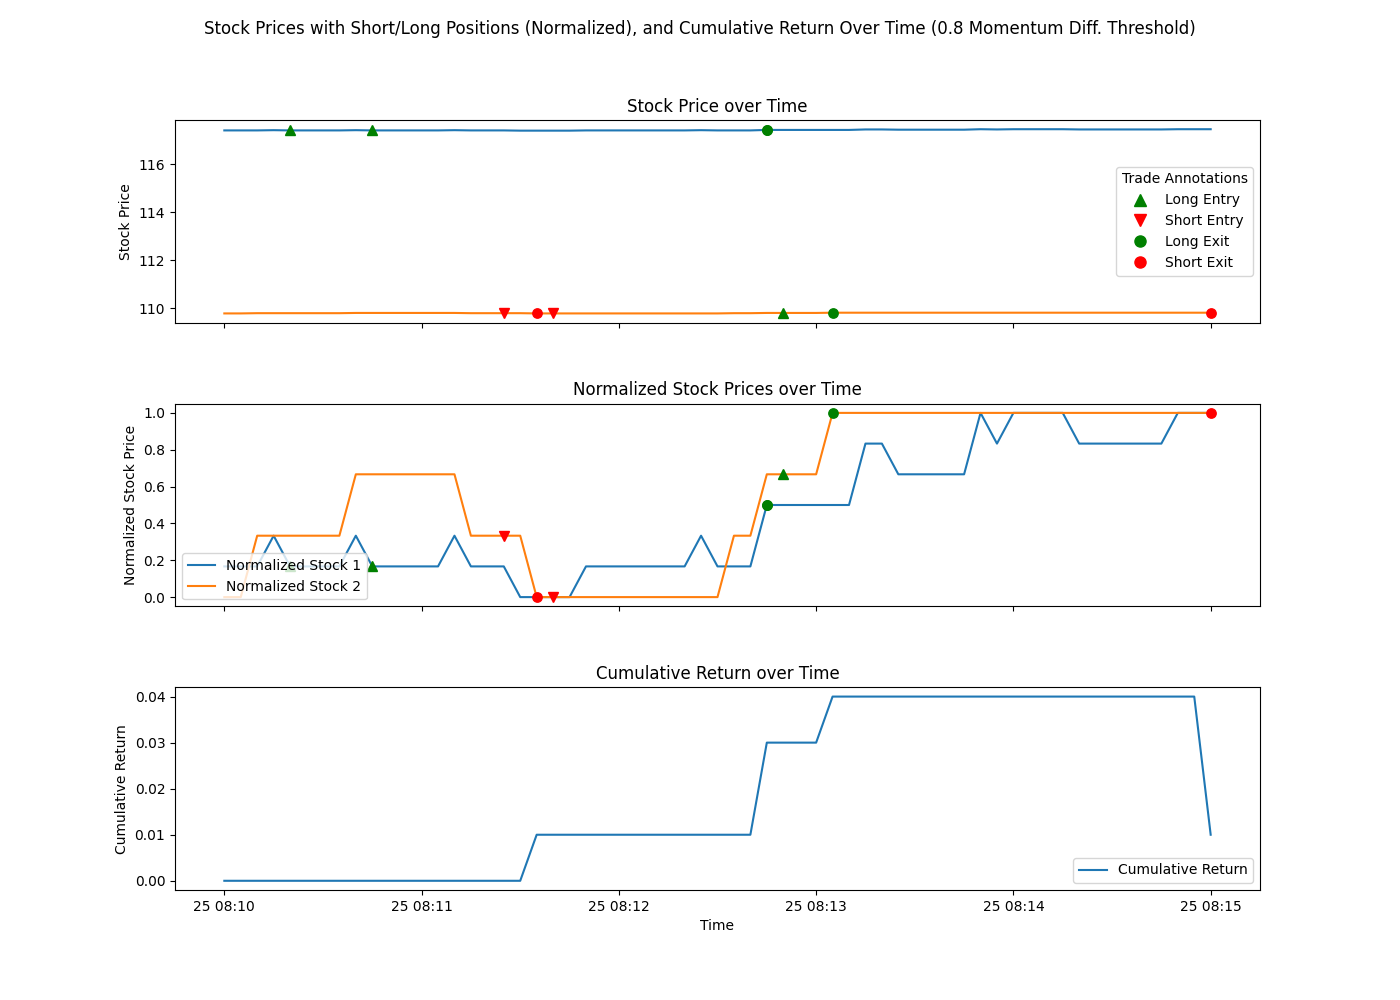 Stock Prices with Short/Long Positions (Normalized), and Cumulative Return Over Time (0.8 Momentum Diff. Threshold)
Stock Price over Time
Stock Price
116
114
112
110
Trade Annotations
Long Entry
Short Entry
Long Exit
Short Exit
Normalized Stock Prices over Time
Normalized Stock Price
1.0
0.8
0.6
0.4
0.2
0.0
Normalized Stock 1
Normalized Stock 2
Cumulative Return over Time
Cumulative Return
0.04
0.03
0.02
0.01
0.00
Cumulative Return
25 08:10 25 08:11 25 08:12 25 08:13 25 08:14 25 08:15
Time